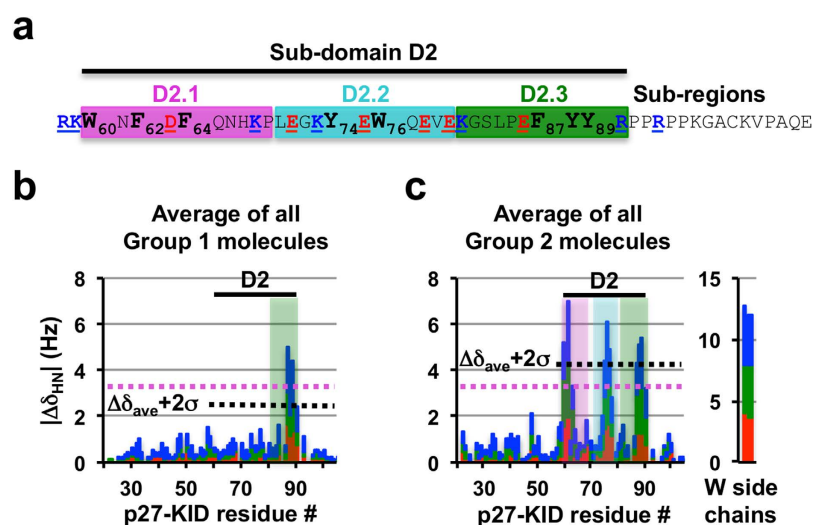 a
Sub-domain D2
D2.1 D2.2 D2.3 Sub-regions
RKW60NF62DF64QNHKPLEGKY74EW76QEVEKGSLPEF87YY89RPPRPPKGACKVPAQE
b
Average of all
Group 1 molecules
D2
|ΔδHN| (Hz)
8
6
4
2
0
Δδave+2σ
30 50 70 90
p27-KID residue #
c
Average of all
Group 2 molecules
D2
8
6
4
2
0
Δδave+2σ
30 50 70 90
p27-KID residue #
15
10
5
0
W side
chains